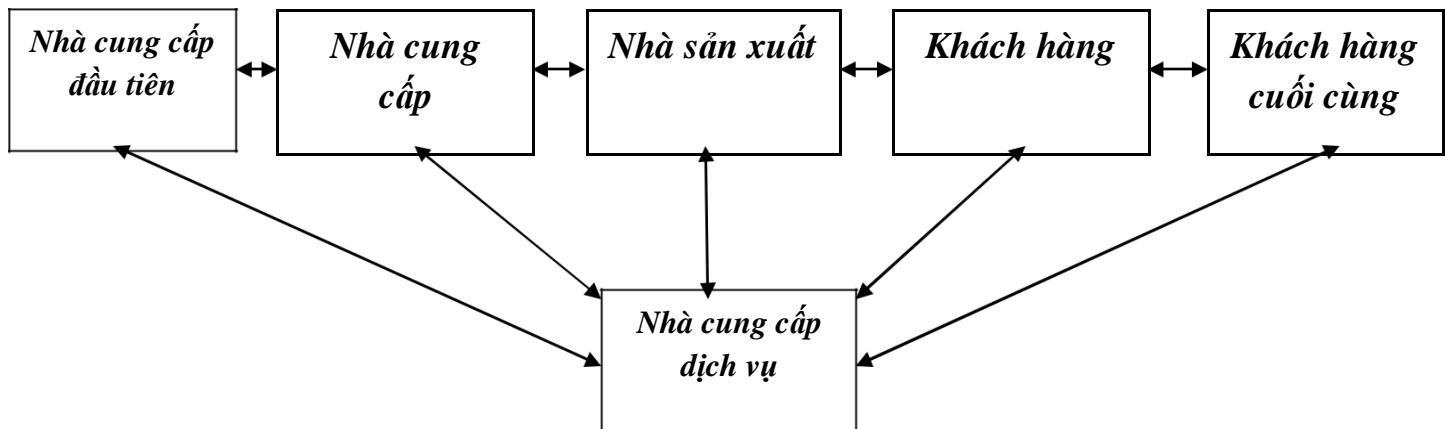 Nhà cung cấp
đầu tiên
Nhà cung
cấp
Nhà sản xuất
Khách hàng
Khách hàng
cuối cùng
Nhà cung cấp
dịch vụ